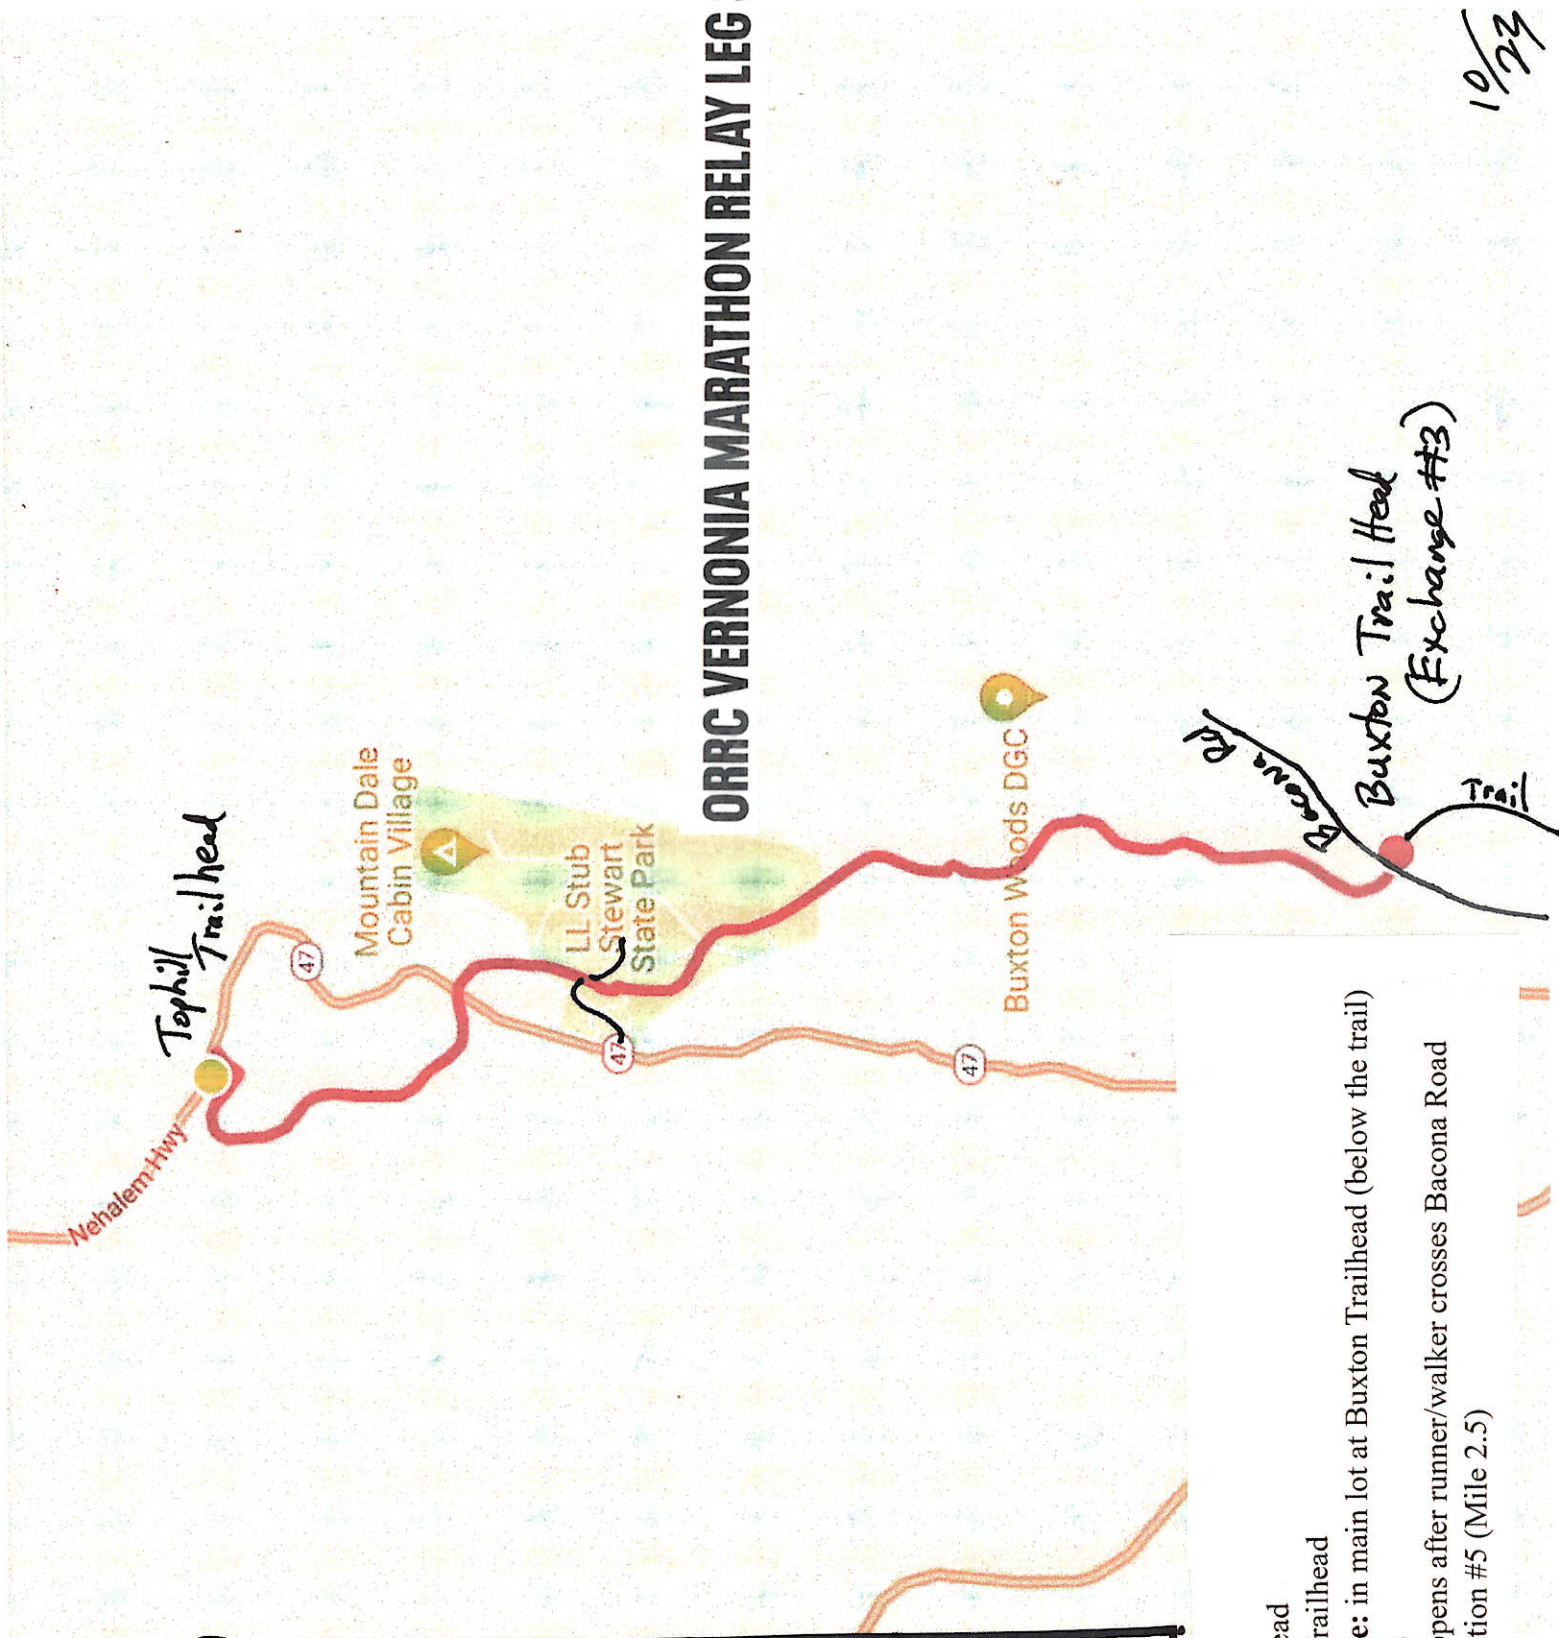 ORRC VERNONIA MARATHON RELAY LEG
Tophill
Trailhead
Nehalem Hwy
47
Mountain Dale
Cabin Village
LL Stub
Stewart
State Park
47
47
Buxton Woods DGC
Bacona Rd
Buxton Trail Head
(Exchange #3)
Trail
10/23
ead
railhead
e: in main lot at Buxton Trailhead (below the trail)
pens after runner/walker crosses Bacona Road
tion #5 (Mile 2.5)